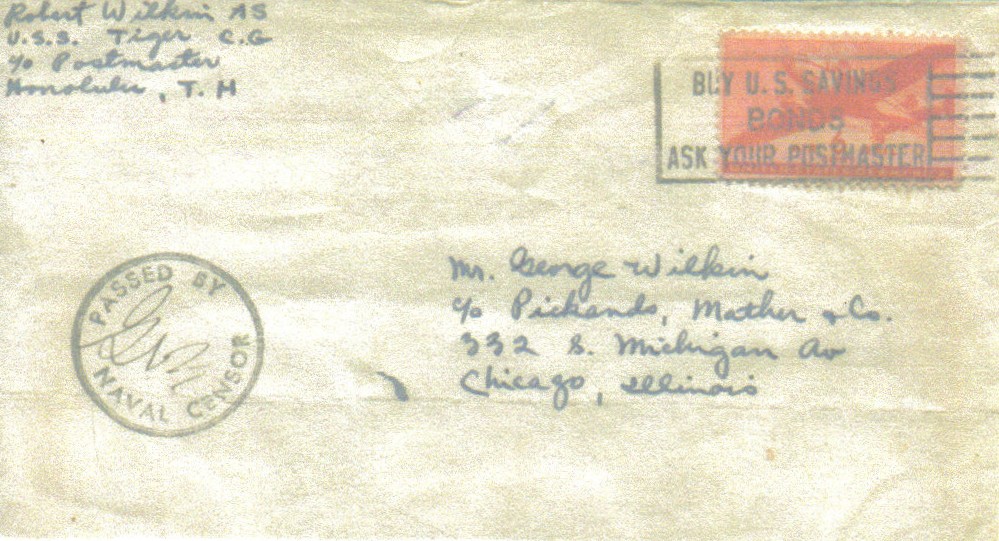 Robert Wilkin AS
U.S.S. Tiger C.G
c/o Postmaster
Honolulu, T. H
BUY U.S. SAVINGS
BONDS
ASK YOUR POSTMASTER
PASSED BY
NAVAL CENSOR
Mr. George Wilkin
c/o Pickands, Mather & Co.
332 S. Michigan Av
Chicago, Illinois